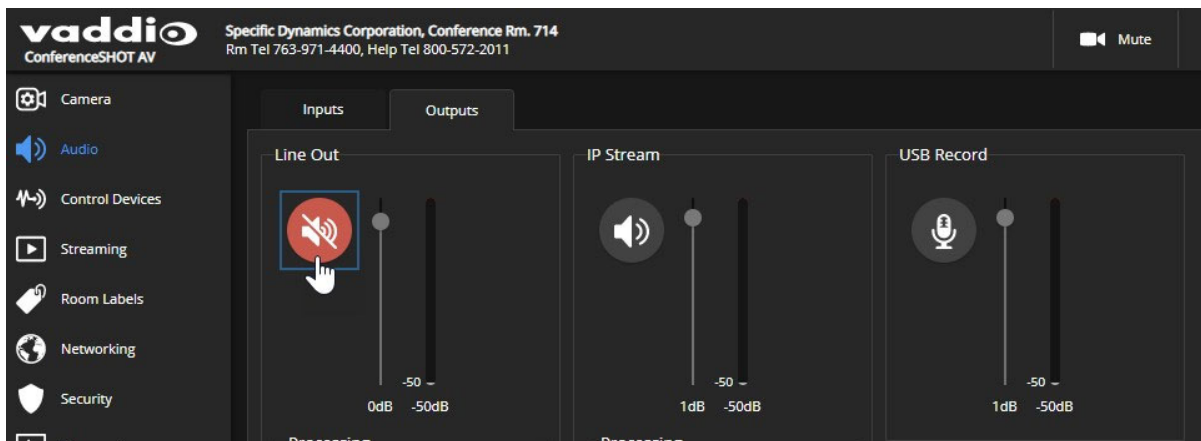 vaddio
ConferenceSHOT AV
Specific Dynamics Corporation, Conference Rm. 714
Rm Tel 763-971-4400, Help Tel 800-572-2011
Mute
Camera
Audio
Control Devices
Streaming
Room Labels
Networking
Security
Inputs
Outputs
Line Out
IP Stream
USB Record
-50
0dB -50dB
-50
1dB -50dB
-50
1dB -50dB
Processing
Processing